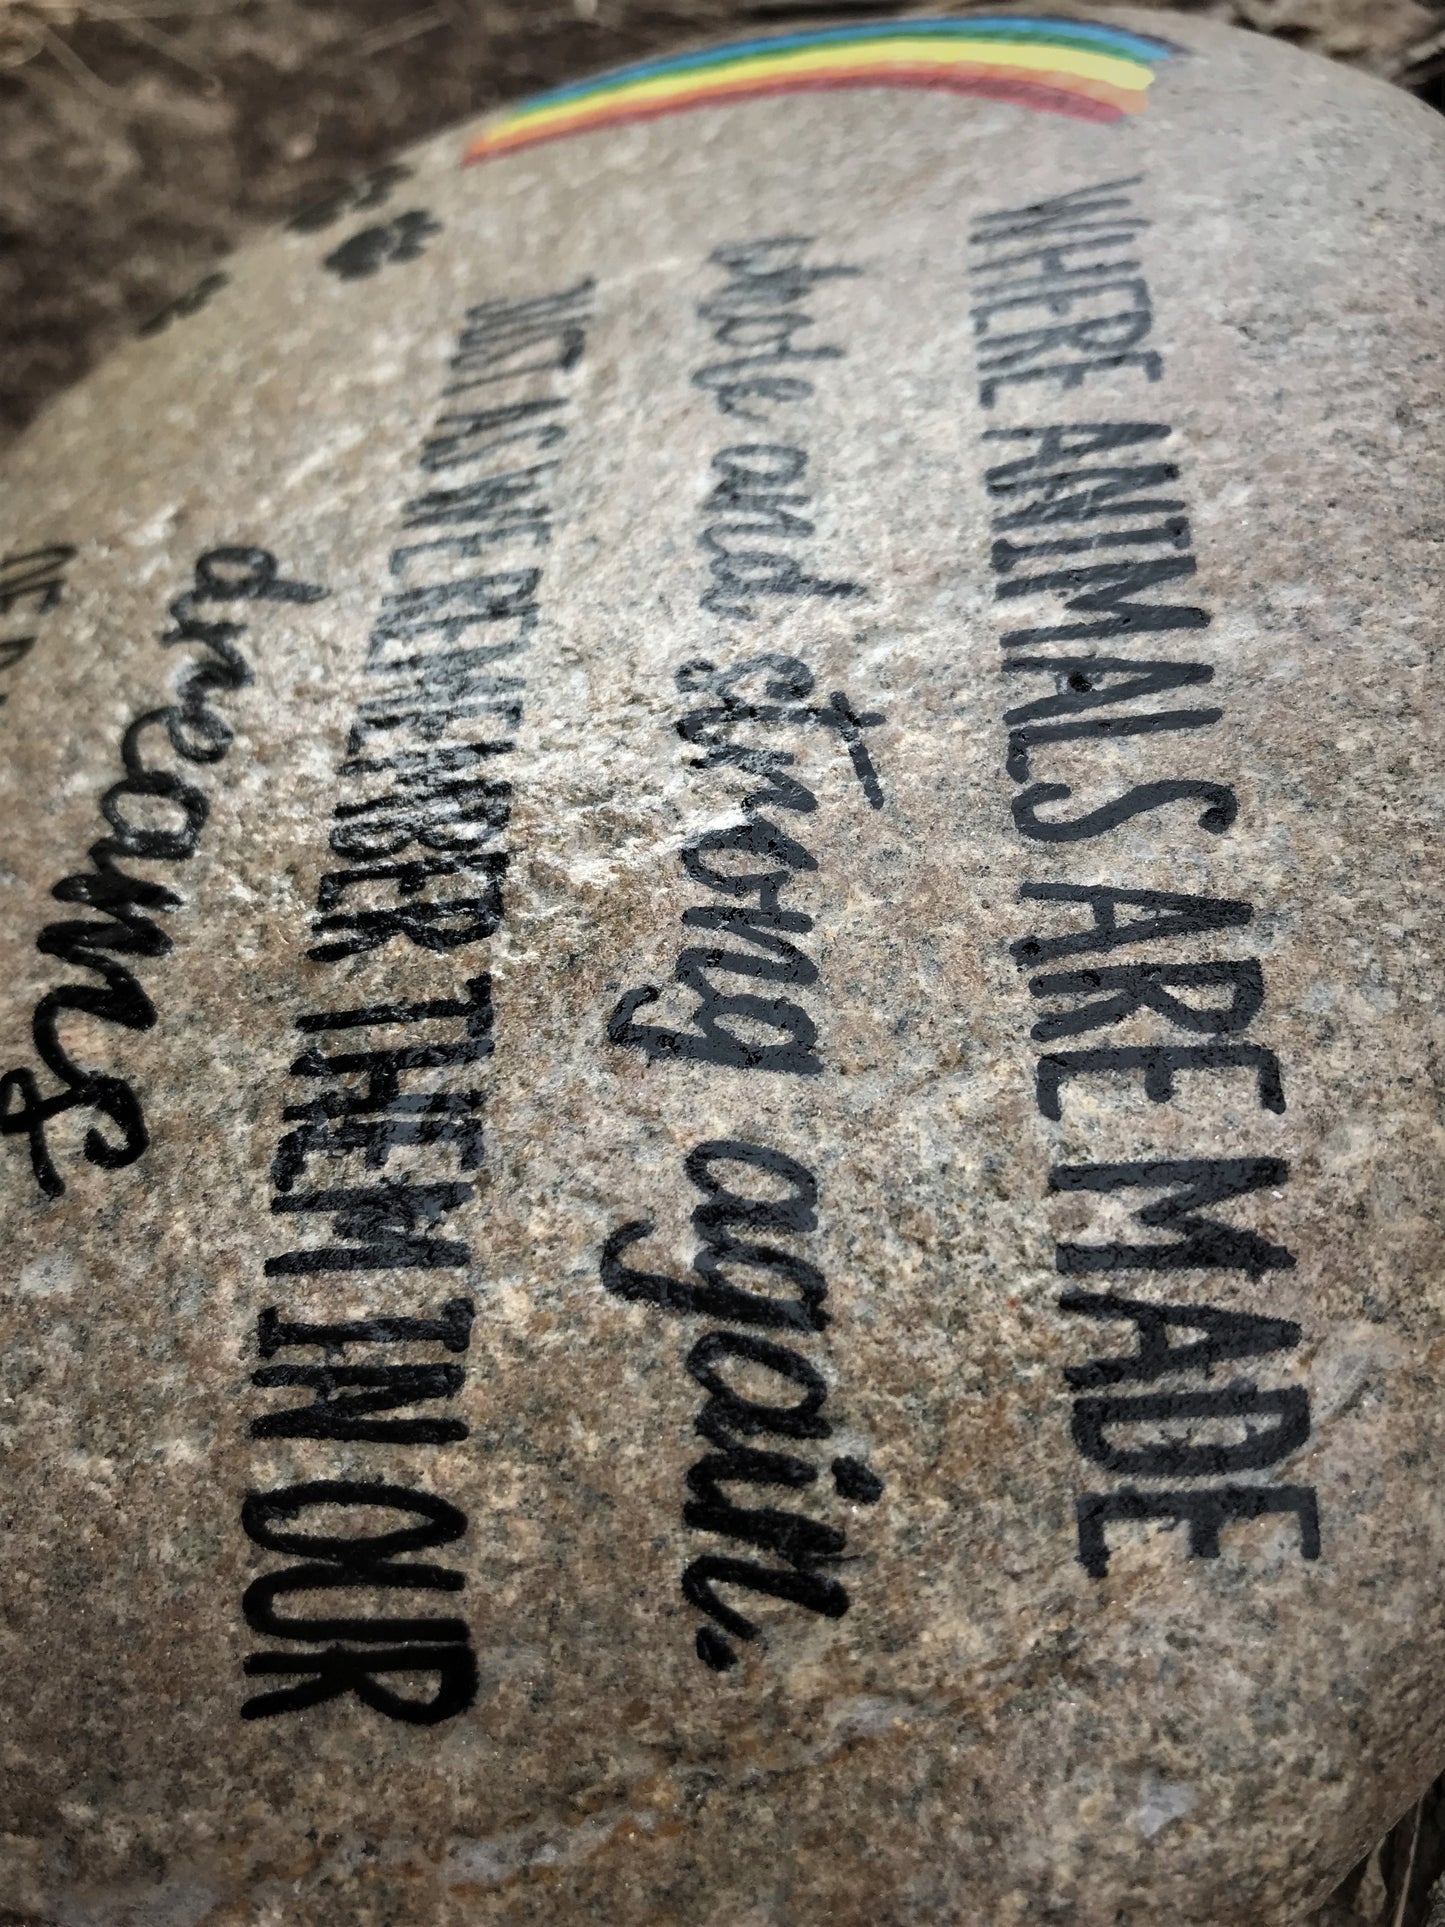 WHERE ANIMALS ARE MADE
whole and strong again.
JUST AS WE REMEMBER THEM IN OUR
dreams